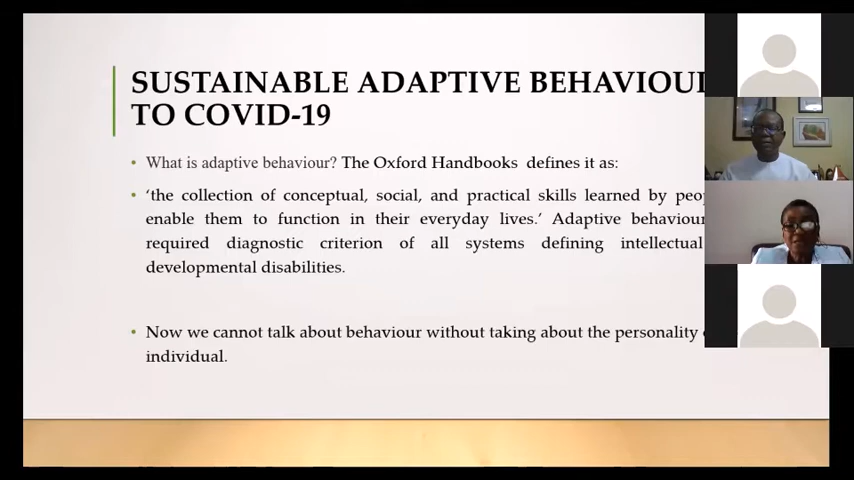 SUSTAINABLE ADAPTIVE BEHAVIOU
TO COVID-19
• What is adaptive behaviour? The Oxford Handbooks defines it as:
• ‘the collection of conceptual, social, and practical skills learned by
enable them to function in their everyday lives.’ Adaptive behaviour
required diagnostic criterion of all systems defining intellectual
developmental disabilities.
• Now we cannot talk about behaviour without taking about the personality
individual.